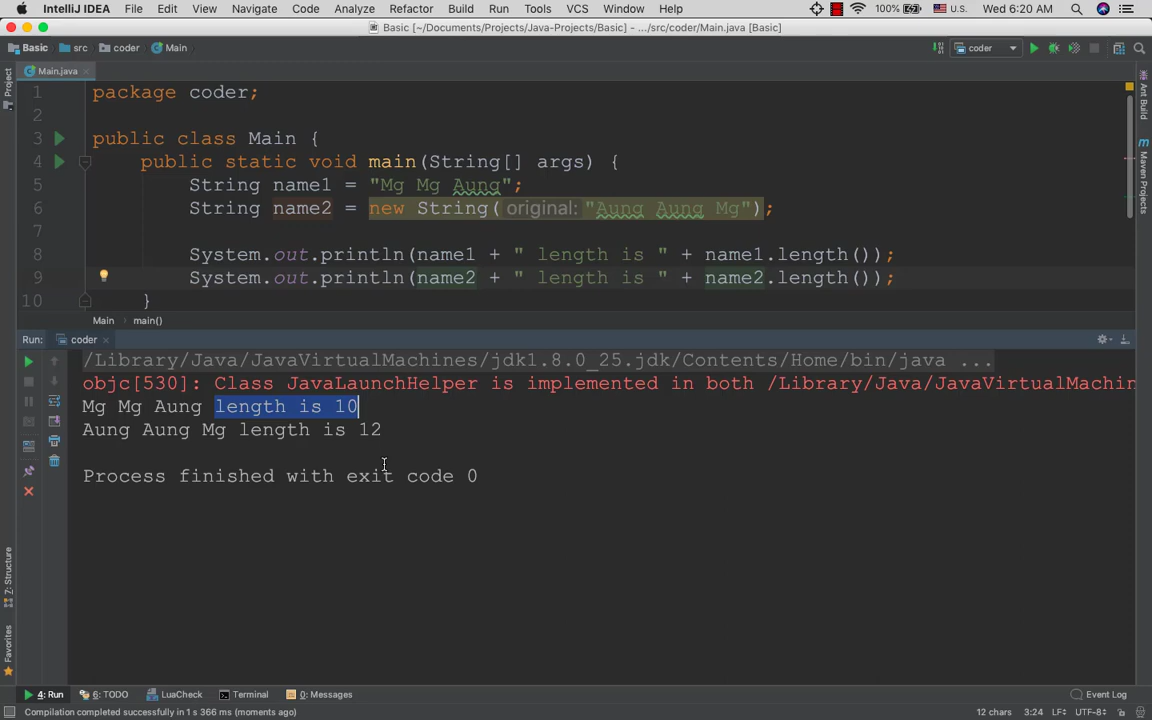 IntelliJ IDEA File Edit View Navigate Code Analyze Refactor Build Run Tools VCS Window Help 100% U.S. Wed 6:20 AM
Basic [~/Documents/Projects/Java-Projects/Basic] - .../src/coder/Main.java [Basic]
Basic src coder Main coder
Main.java
1 package coder;
2
3 public class Main {
4 public static void main(String[] args) {
5 String name1 = "Mg Mg Aung";
6 String name2 = new String( original: "Aung Aung Mg");
7
8 System.out.println(name1 + " length is " + name1.length());
9 System.out.println(name2 + " length is " + name2.length());
10 }
Main main()
Run: coder
/Library/Java/JavaVirtualMachines/jdk1.8.0_25.jdk/Contents/Home/bin/java ...
objc[530]: Class JavaLaunchHelper is implemented in both /Library/Java/JavaVirtualMachin
Mg Mg Aung length is 10
Aung Aung Mg length is 12
Process finished with exit code 0
Project
Z: Structure
Favorites
Ant Build
m Maven Projects
4: Run 6: TODO LuaCheck Terminal 0: Messages Event Log
Compilation completed successfully in 1 s 366 ms (moments ago) 12 chars 3:24 LF÷ UTF-8÷